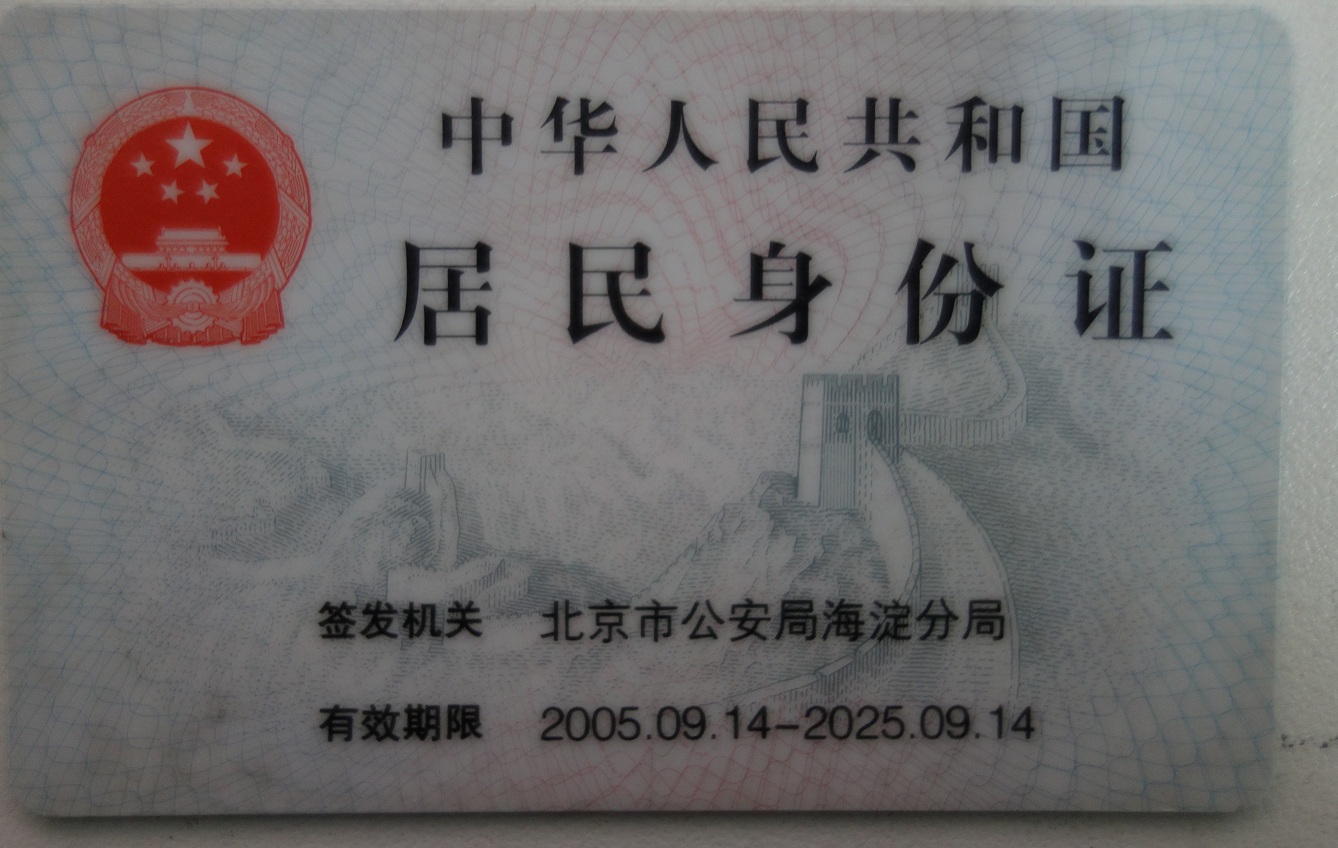 中华人民共和国
居民身份证
签发机关 北京市公安局海淀分局
有效期限 2005.09.14-2025.09.14